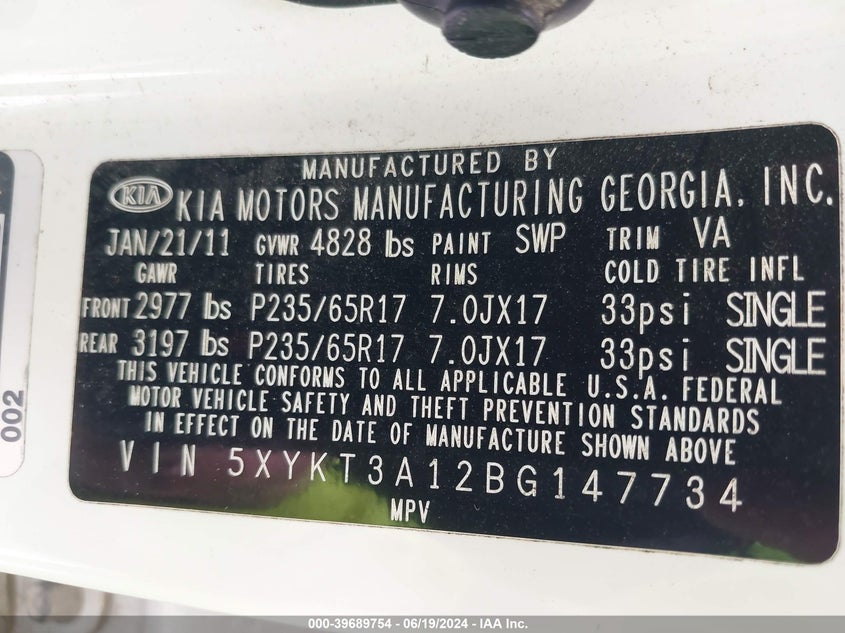 MANUFACTURED BY
KIA KIA MOTORS MANUFACTURING GEORGIA, INC.
JAN/21/11 GVWR 4828 lbs PAINT SWP TRIM VA
GAWR TIRES RIMS COLD TIRE INFL
FRONT 2977 lbs P235/65R17 7.0JX17 33psi SINGLE
REAR 3197 lbs P235/65R17 7.0JX17 33psi SINGLE
THIS VEHICLE CONFORMS TO ALL APPLICABLE U.S.A. FEDERAL
MOTOR VEHICLE SAFETY AND THEFT PREVENTION STANDARDS
IN EFFECT ON THE DATE OF MANUFACTURE SHOWN ABOVE
VIN 5XYKT3A12BG147734
MPV
002
000-39689754 - 06/19/2024 - IAA Inc.